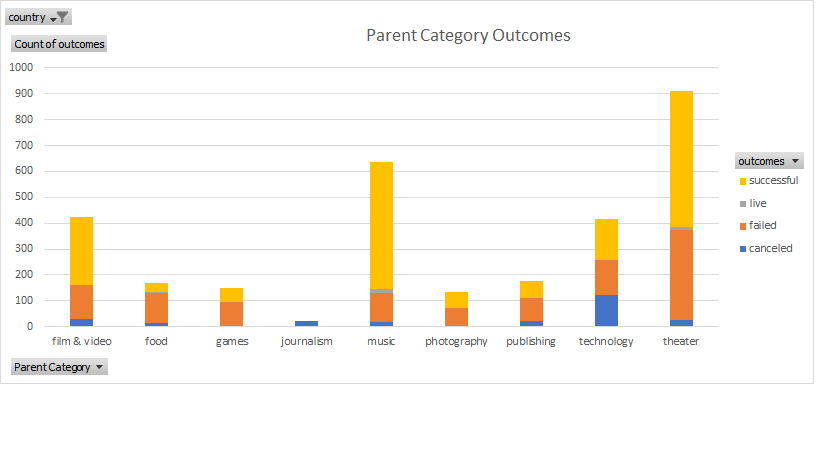 country
Count of outcomes
Parent Category Outcomes
1000
900
800
700
600
500
400
300
200
100
0
film & video
food
games
journalism
music
photography
publishing
technology
theater
outcomes
successful
live
failed
canceled
Parent Category